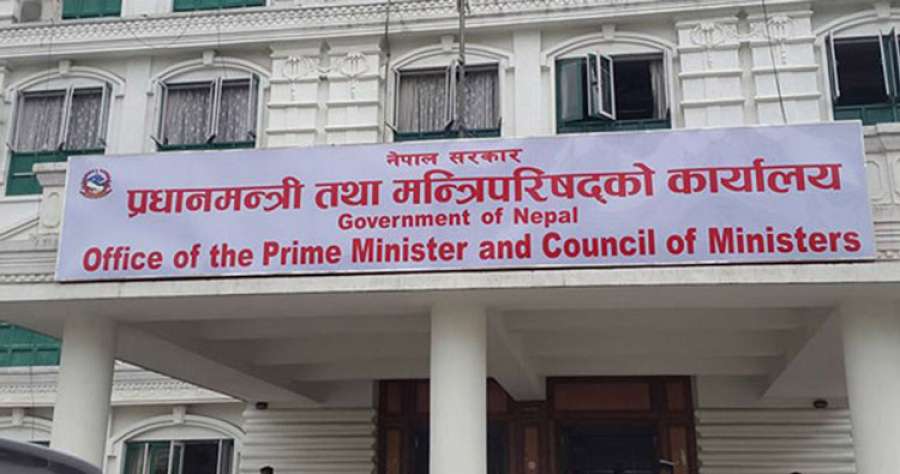 नेपाल सरकार
प्रधानमन्त्री तथा मन्त्रिपरिषद्को कार्यालय
Government of Nepal
Office of the Prime Minister and Council of Ministers